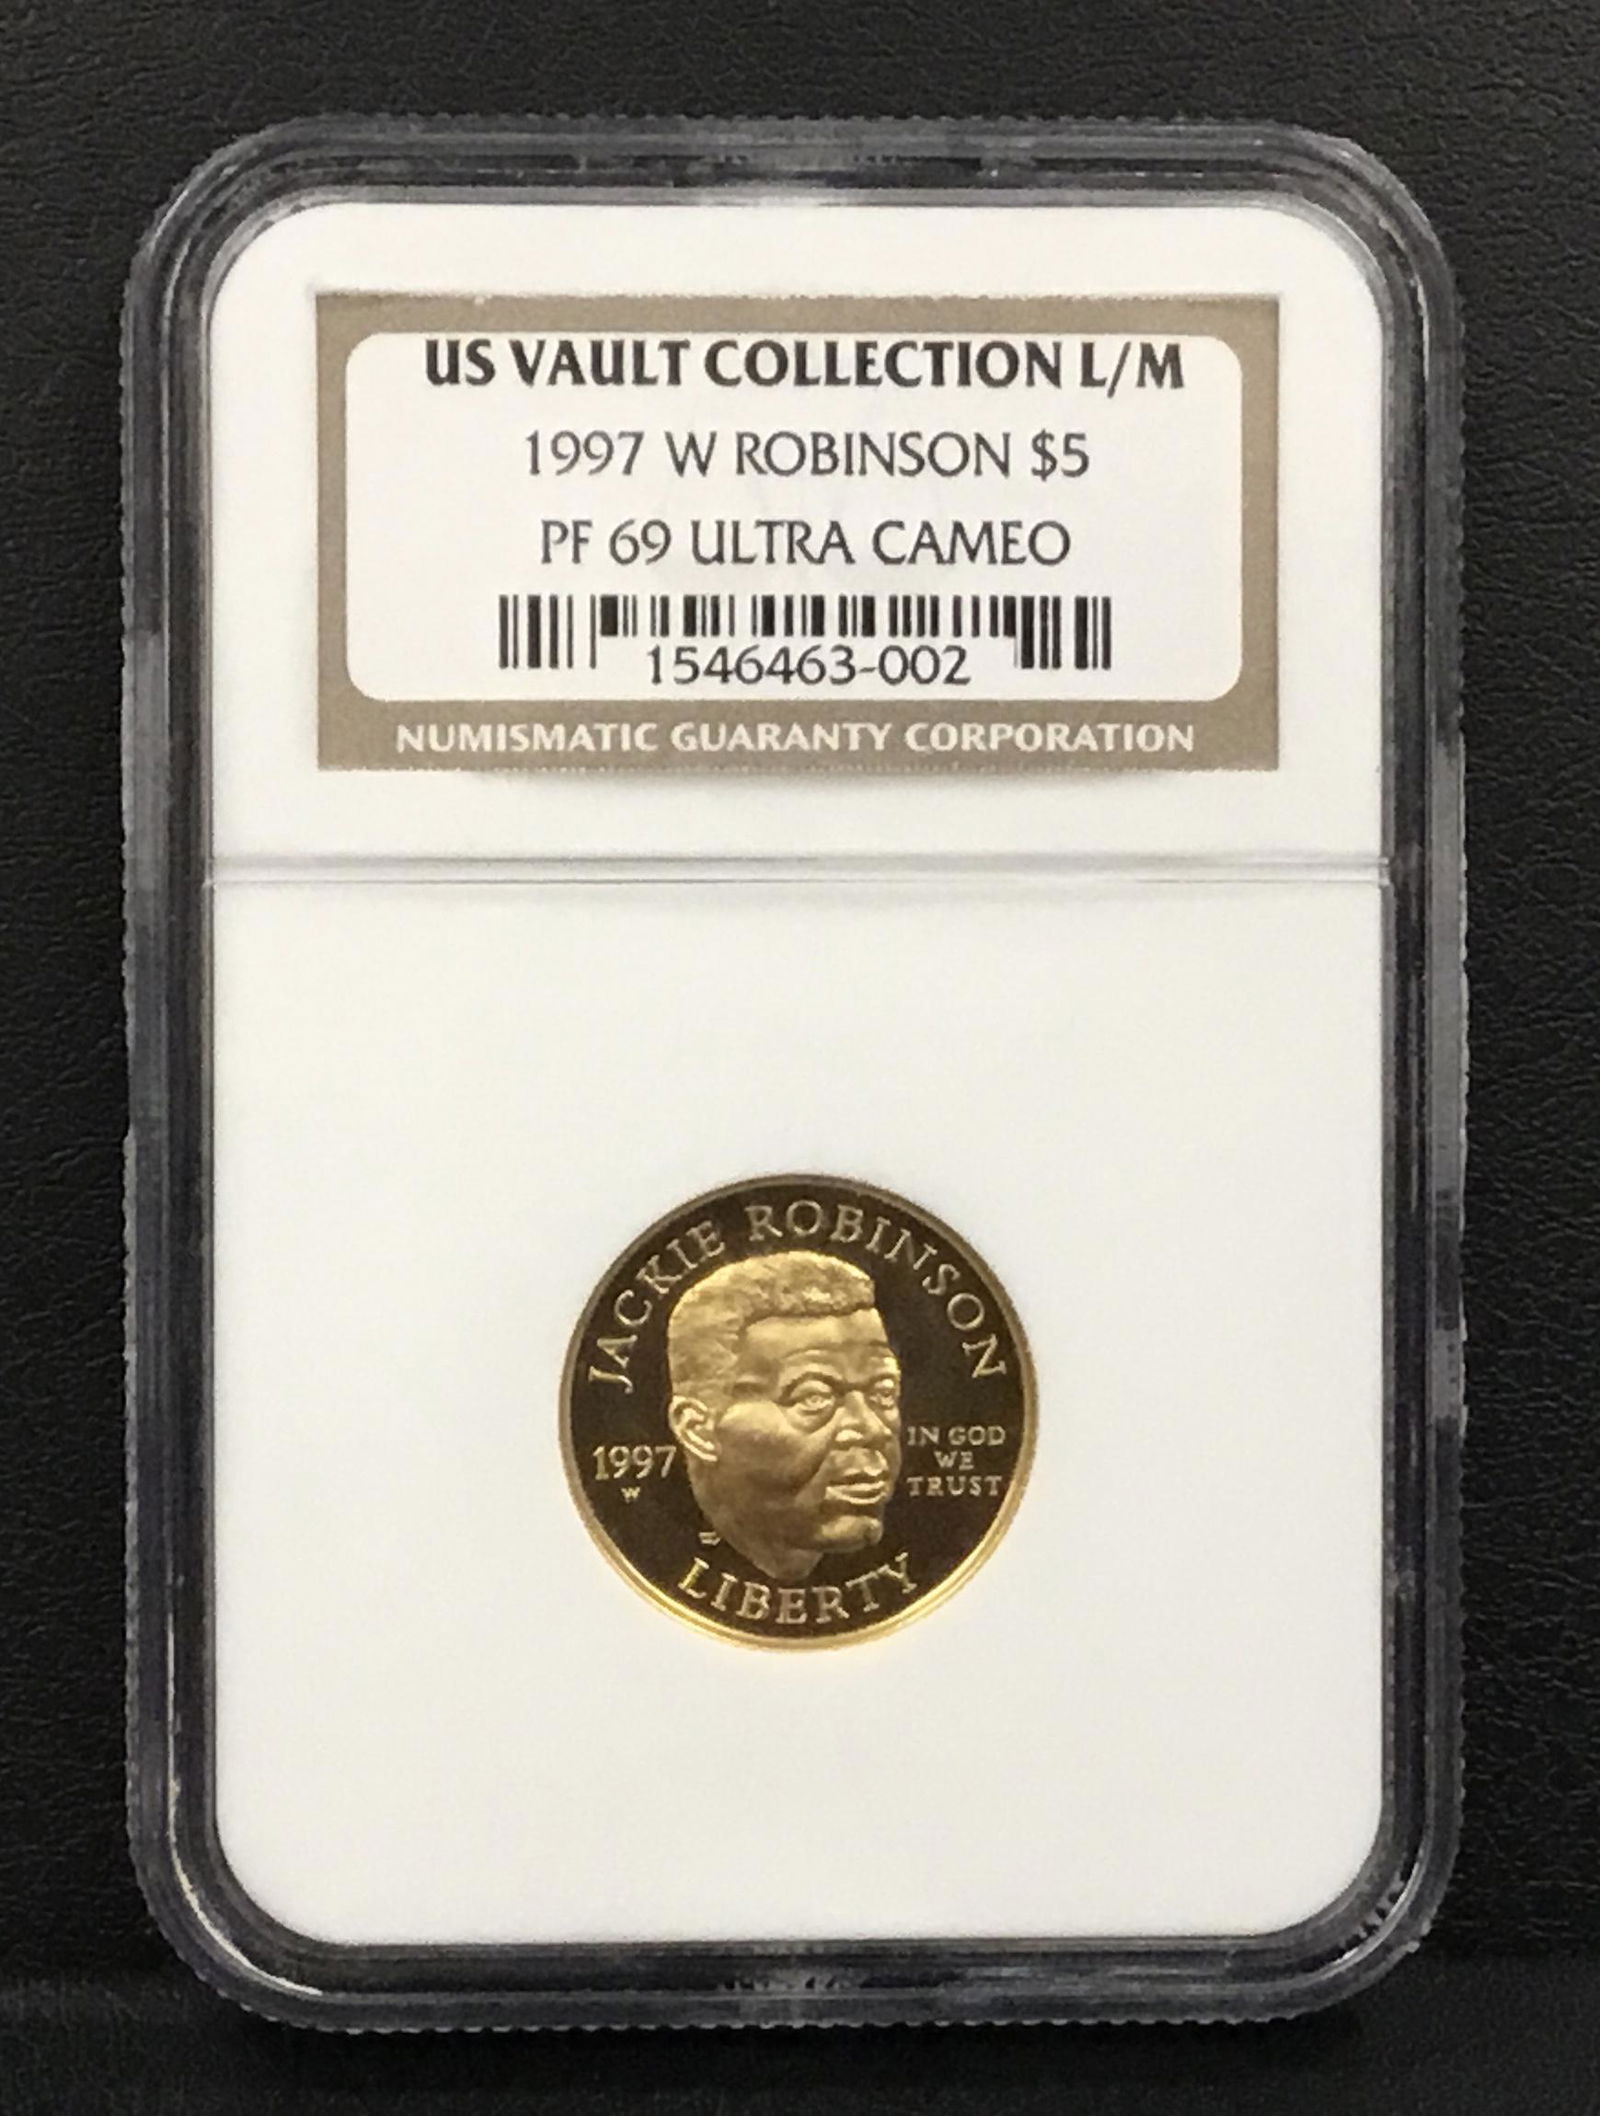 US VAULT COLLECTION L/M
1997 W ROBINSON $5
PF 69 ULTRA CAMEO
1546463-002
NUMISMATIC GUARANTY CORPORATION
JACKIE ROBINSON
1997
W
IN GOD
WE
TRUST
LIBERTY